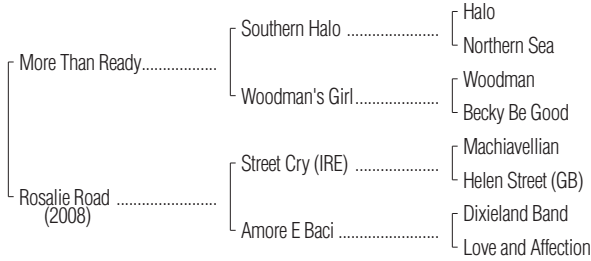 Halo
Southern Halo ...................
Northern Sea
More Than Ready..................
Woodman
Woodman's Girl.....................
Becky Be Good
Machiavellian
Street Cry (IRE) .....................
Helen Street (GB)
Rosalie Road ........................
(2008)
Dixieland Band
Amore E Baci .........................
Love and Affection